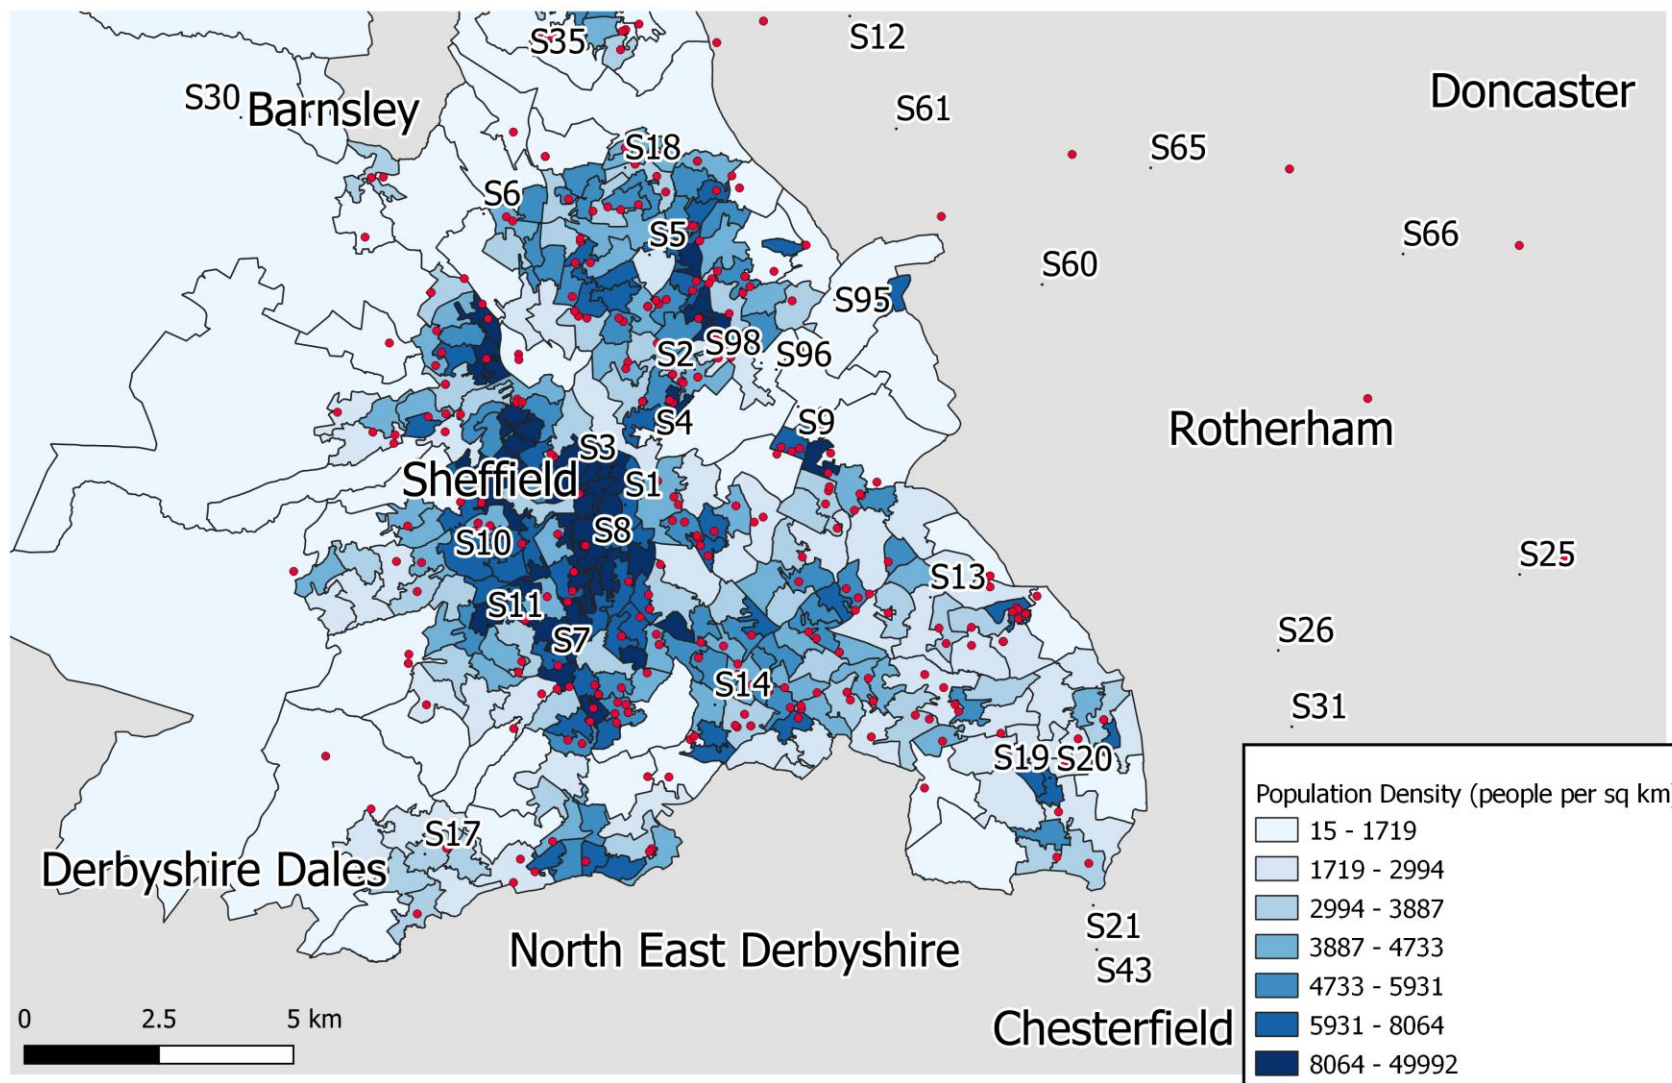 S35
S12
S30
Barnsley
S61
Doncaster
S18
S65
S6
S5
S66
S60
S95
S98
S96
S2
S4
S9
Rotherham
S3
Sheffield
S1
S8
S10
S25
S13
S11
S26
S7
S14
S31
S19
S20
Population Density (people per sq km)
15 - 1719
1719 - 2994
2994 - 3887
3887 - 4733
4733 - 5931
5931 - 8064
8064 - 49992
S17
Derbyshire Dales
S21
North East Derbyshire
S43
Chesterfield
0 2.5 5 km